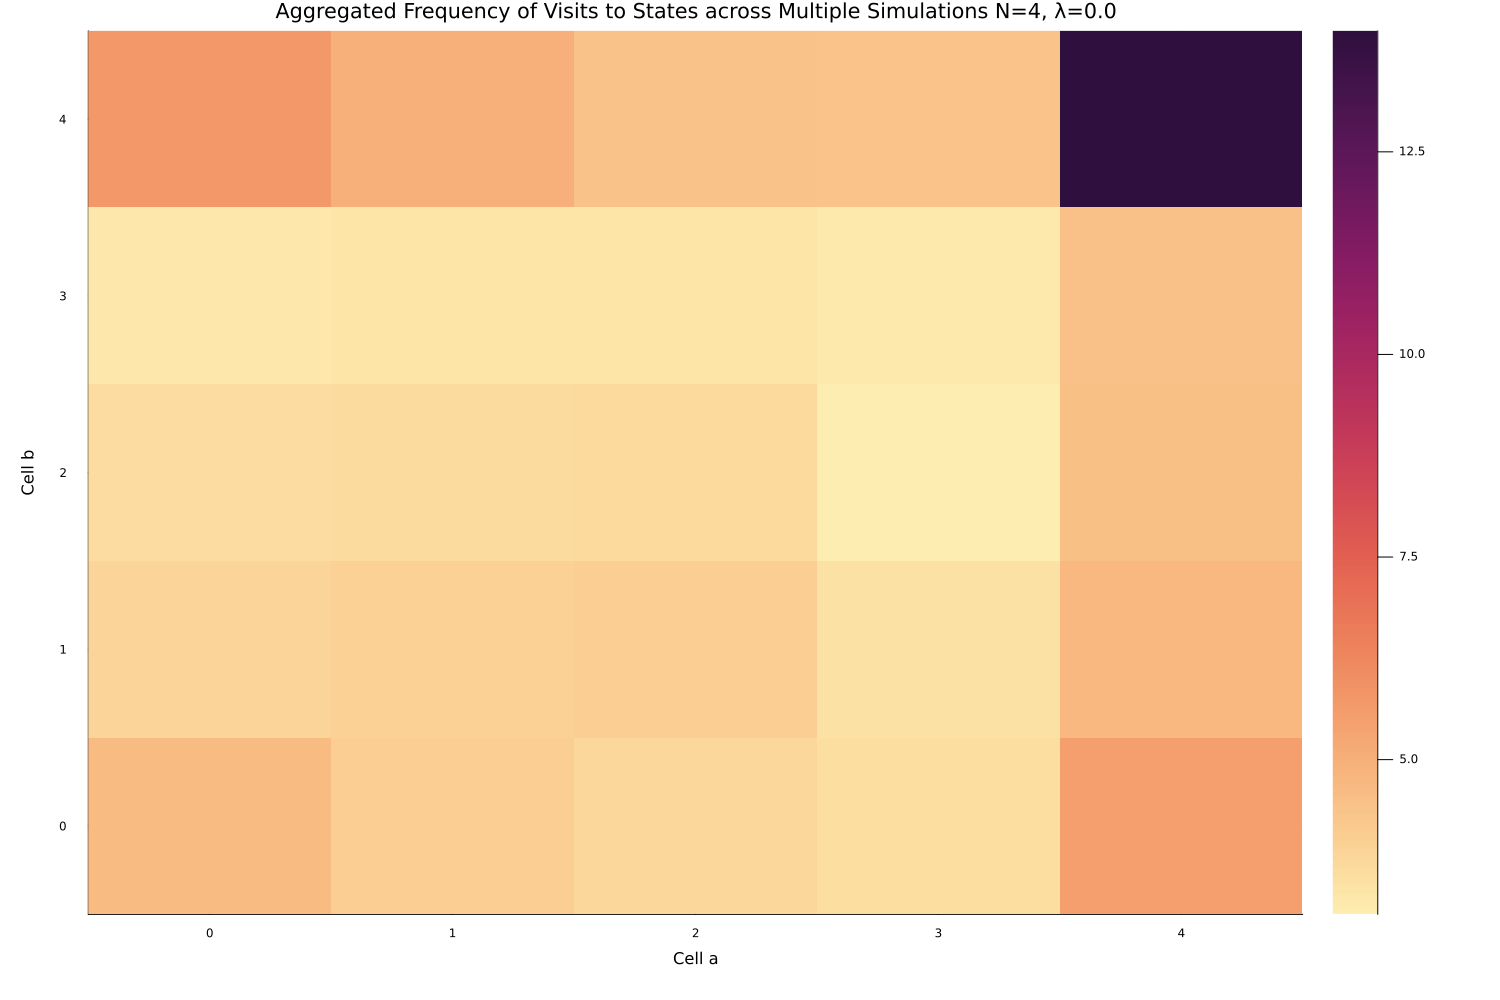 Aggregated Frequency of Visits to States across Multiple Simulations N=4, λ=0.0
4
3
2
1
0
Cell b
0 1 2 3 4
Cell a
12.5
10.0
7.5
5.0